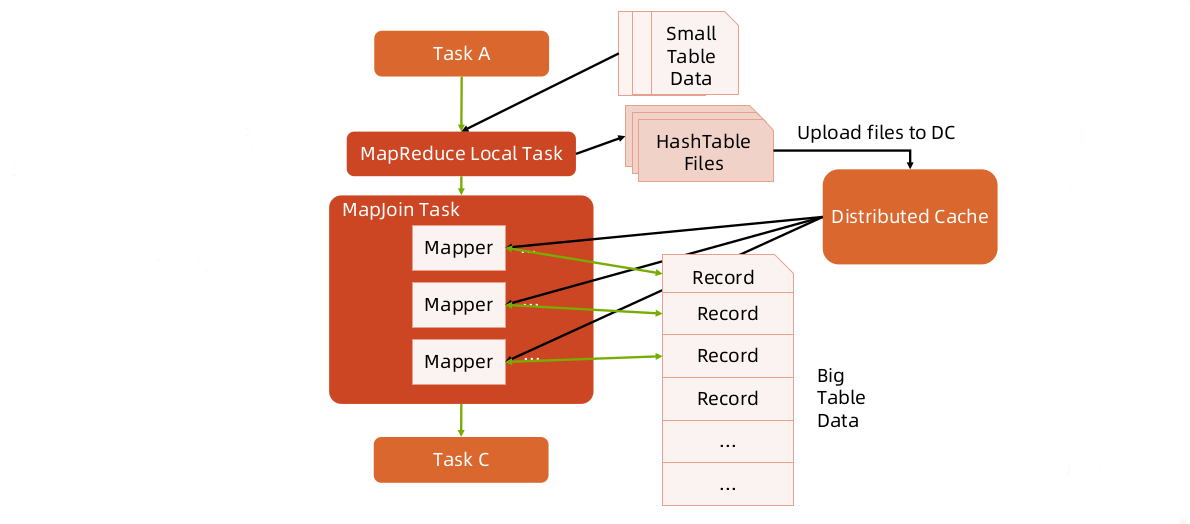 Task A
Small
Table
Data
MapReduce Local Task
HashTable
Files
Upload files to DC
Distributed Cache
MapJoin Task
Mapper
...
Mapper
...
Mapper
...
Record
Record
Record
Record
...
...
Big
Table
Data
Task C